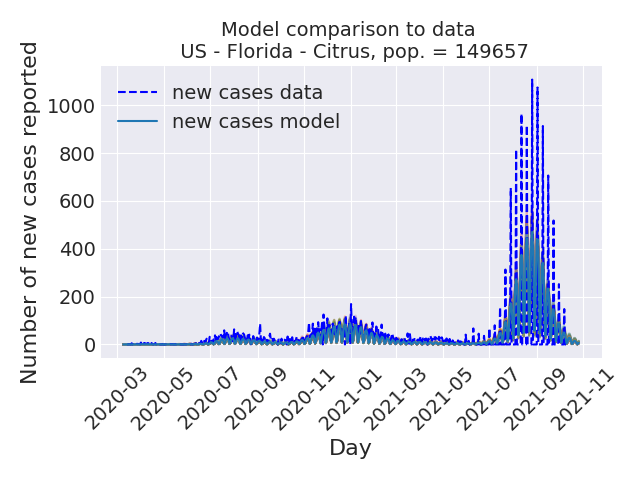 Model comparison to data
US - Florida - Citrus, pop. = 149657
Number of new cases reported
new cases data
new cases model
1000
800
600
400
200
0
2020-03
2020-05
2020-07
2020-09
2020-11
2021-01
2021-03
2021-05
2021-07
2021-09
2021-11
Day